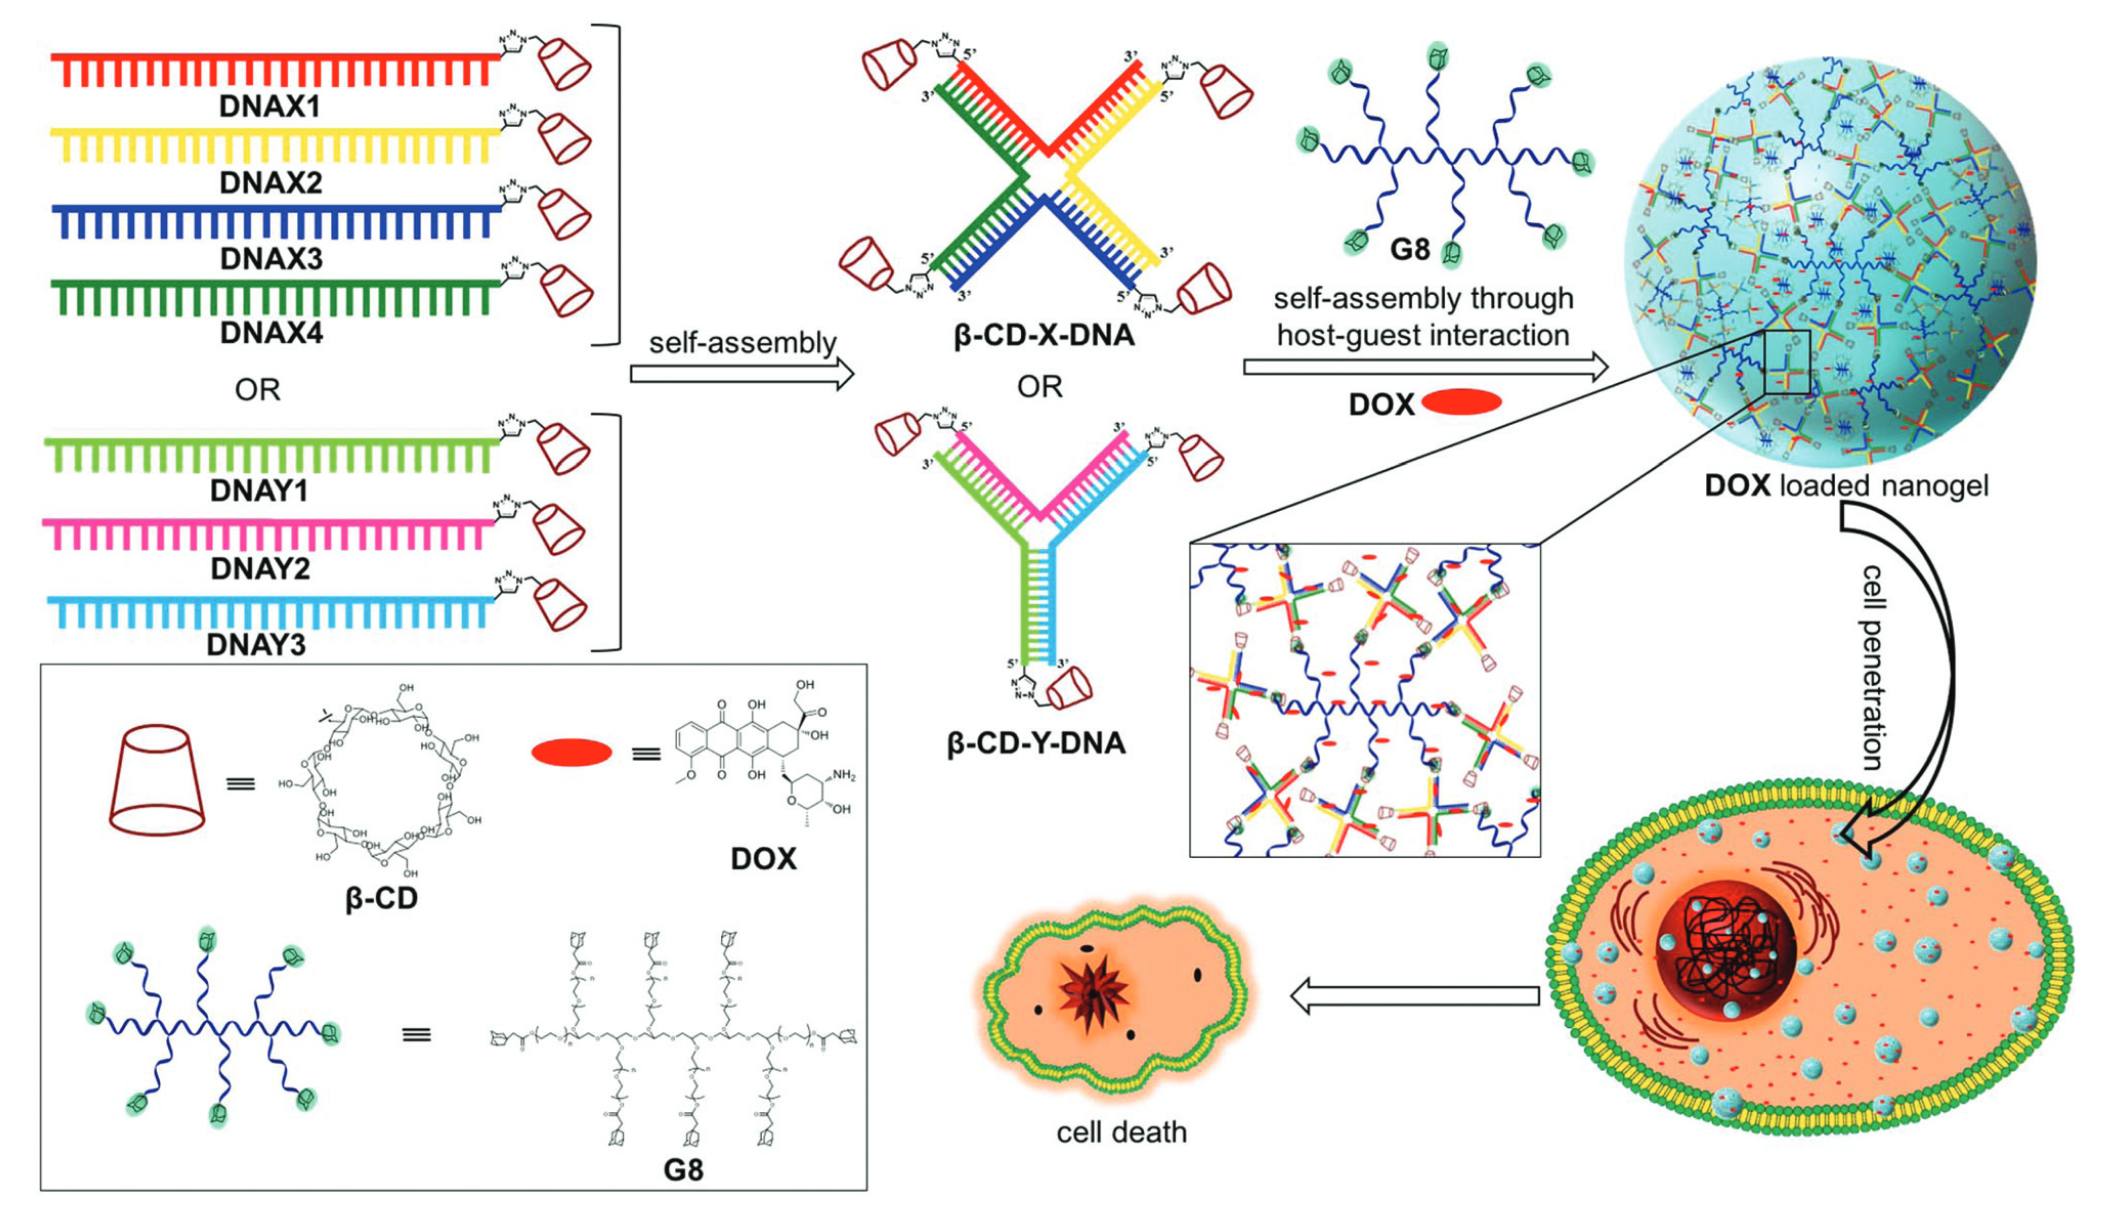 DNAX1
DNAX2
DNAX3
DNAX4
OR
DNAY1
DNAY2
DNAY3
self-assembly
5’
3’
3’
5’
5’
3’
3’
5’
β-CD-X-DNA
OR
5’
3’
3’
5’
5’
3’
β-CD-Y-DNA
G8
self-assembly through
host-guest interaction
DOX
DOX loaded nanogel
cell penetration
cell death
β-CD
DOX
G8